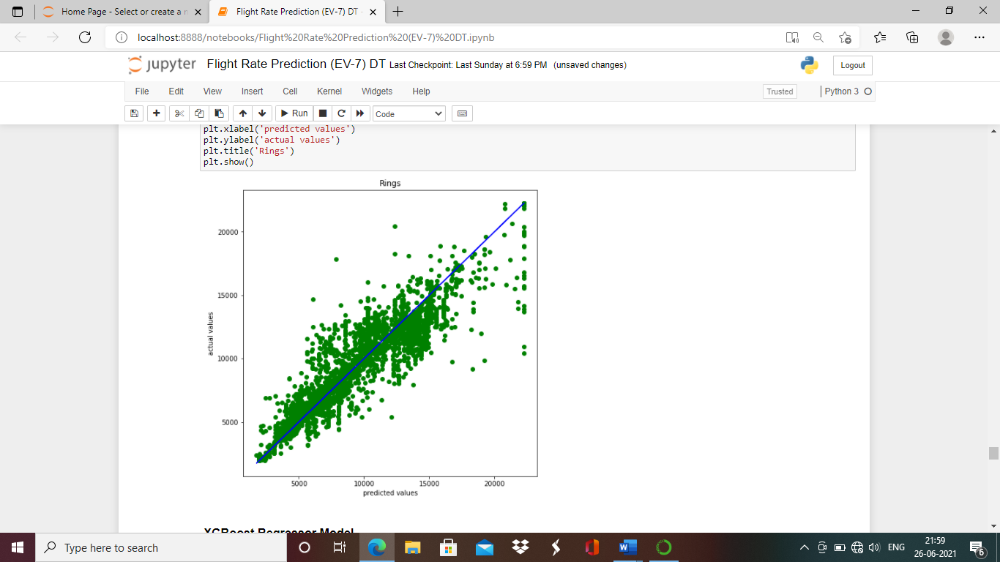 Home Page - Select or create a n
Flight Rate Prediction (EV-7) DT -
localhost:8888/notebooks/Flight%20Rate%20Prediction%20(EV-7)%20DT.ipynb
jupyter Flight Rate Prediction (EV-7) DT Last Checkpoint: Last Sunday at 6:59 PM (unsaved changes)
Logout
File Edit View Insert Cell Kernel Widgets Help
Trusted
Python 3
Run
Code
plt.xlabel('predicted values')
plt.ylabel('actual values')
plt.title('Rings')
plt.show()
Rings
20000
15000
10000
5000
actual values
5000 10000 15000 20000
predicted values
XGBoost Regressor Model
Type here to search
W
ENG
21:59
26-06-2021
6